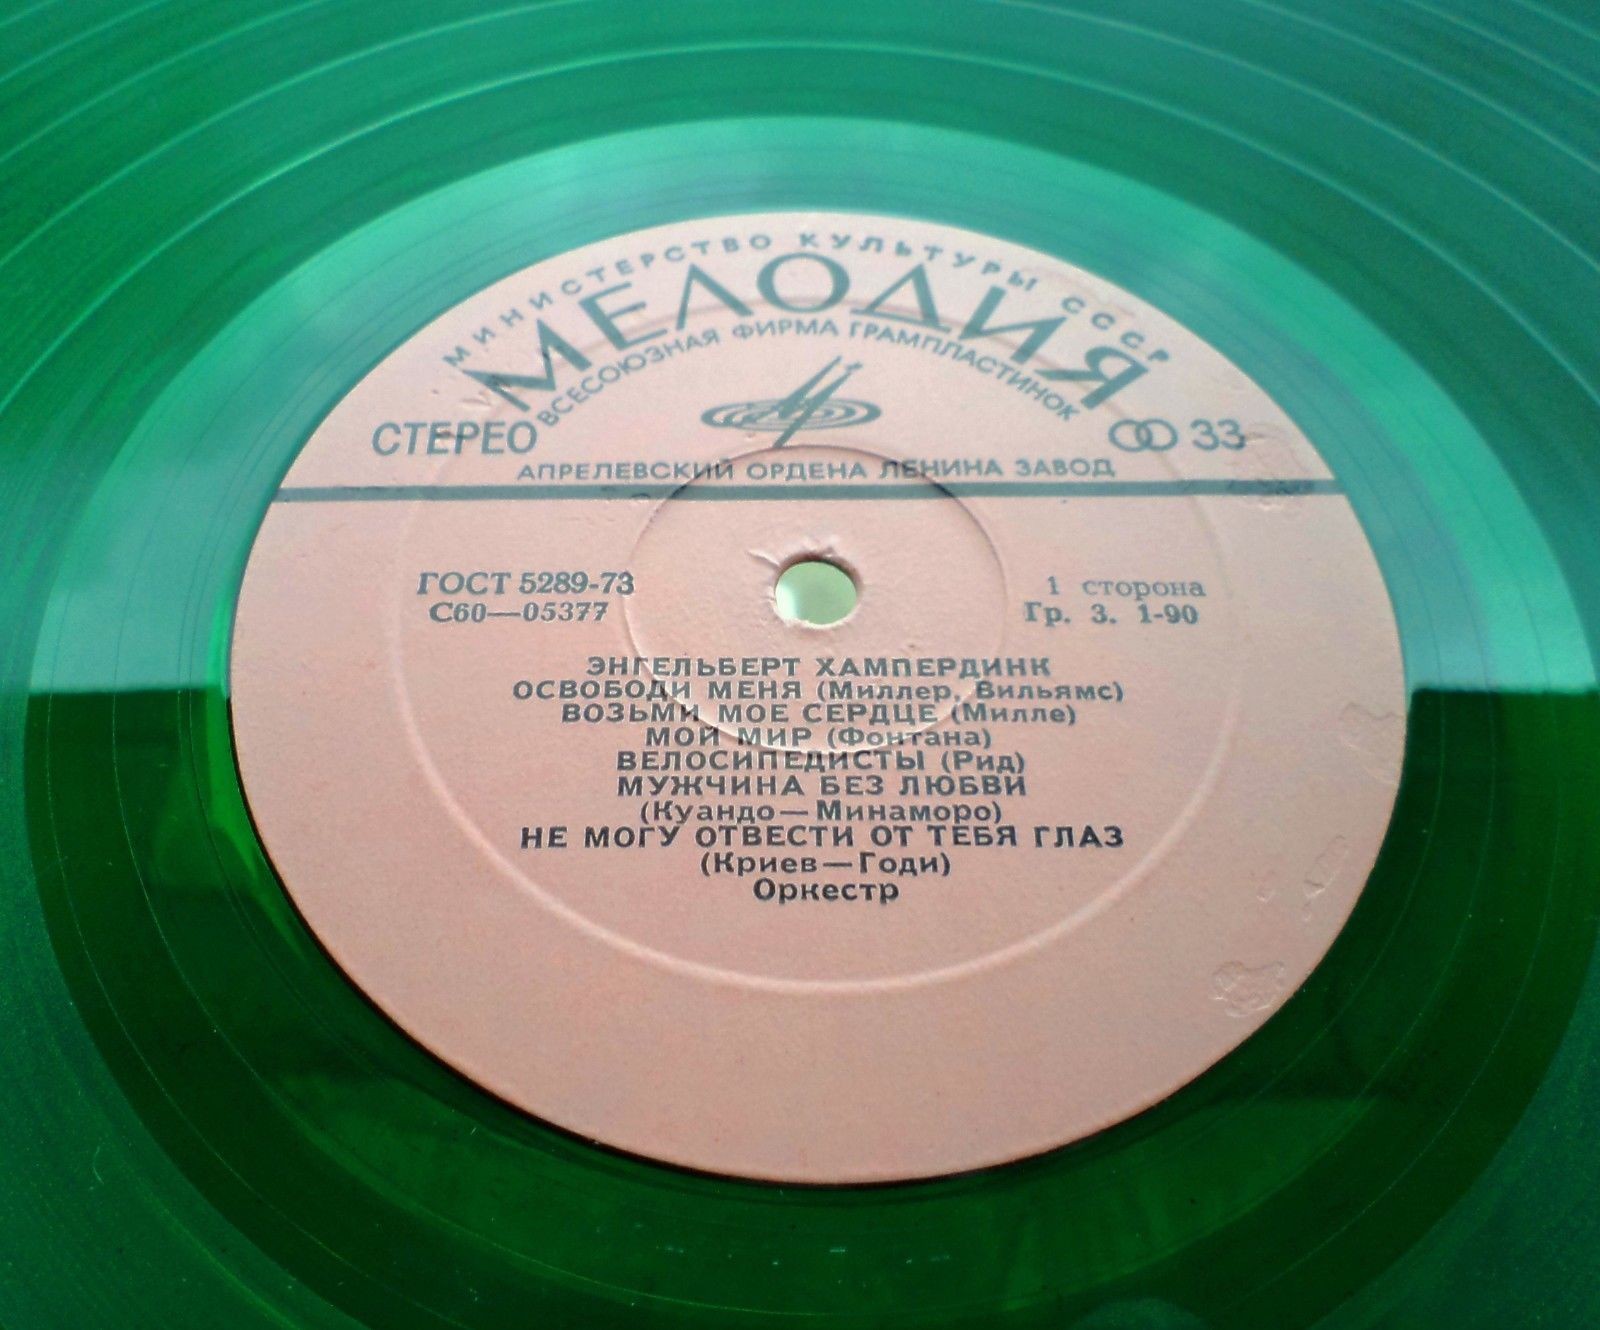 МИНИСТЕРСТВО КУЛЬТУРЫ СССР
МЕЛОДИЯ
ВСЕСОЮЗНАЯ ФИРМА ГРАМПЛАСТИНОК
СТЕРЕО
33
АПРЕЛЕВСКИЙ ОРДЕНА ЛЕНИНА ЗАВОД
ГОСТ 5289-73
С60—05377
1 сторона
Гр. 3. 1-90
ЭНГЕЛЬБЕРТ ХАМПЕРДИНК
ОСВОБОДИ МЕНЯ (Миллер, Вильямс)
ВОЗЬМИ МОЕ СЕРДЦЕ (Милле)
МОЙ МИР (Фонтана)
ВЕЛОСИПЕДИСТЫ (Рид)
МУЖЧИНА БЕЗ ЛЮБВИ
(Куандо—Минаморо)
НЕ МОГУ ОТВЕСТИ ОТ ТЕБЯ ГЛАЗ
(Криев—Годи)
Оркестр